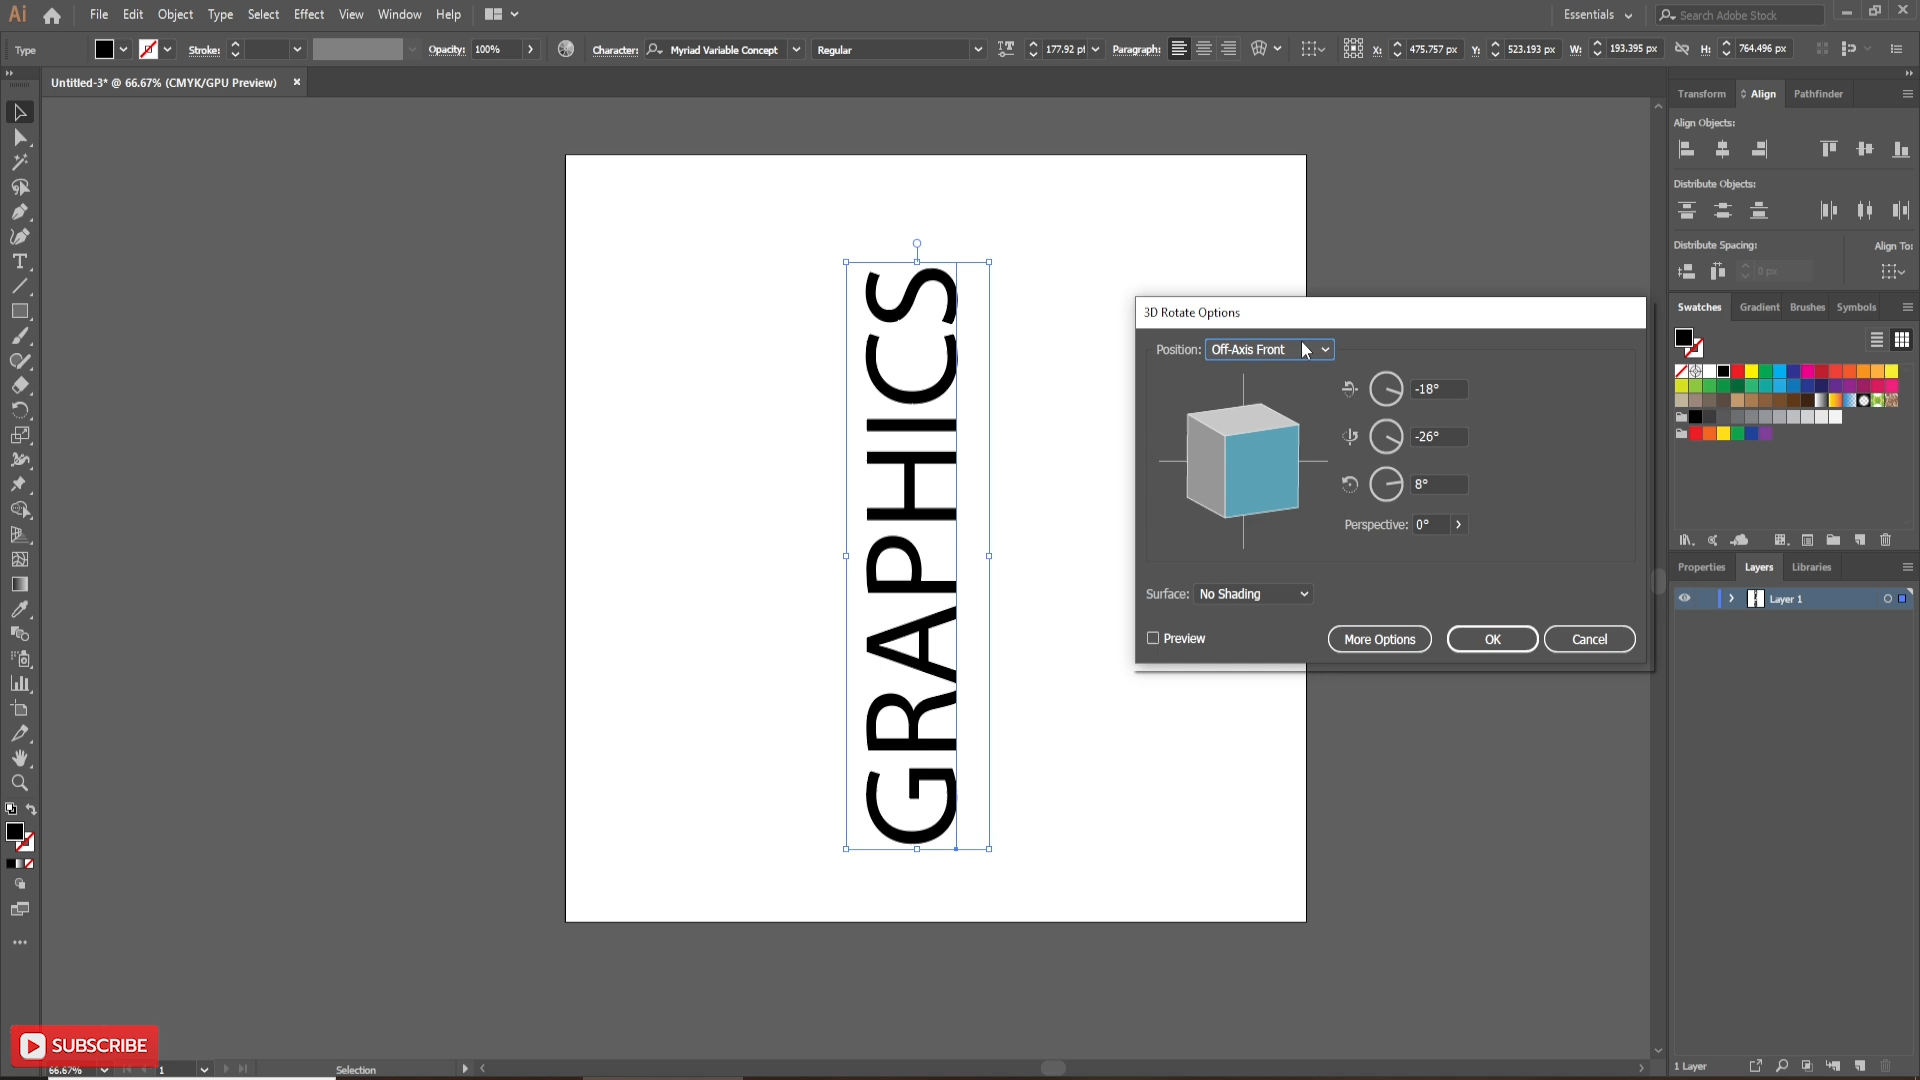 Ai File Edit Object Type Select Effect View Window Help Essentials Search Adobe Stock
Type Stroke: Opacity: 100% Character: Myriad Variable Concept Regular 177.92 pt Paragraph: X: 475.757 px Y: 523.193 px W: 193.395 px H: 764.496 px
Untitled-3* @ 66.67% (CMYK/GPU Preview)
Transform Align Pathfinder
Align Objects:
Distribute Objects:
Distribute Spacing: Align To:
0 px
Swatches Gradient Brushes Symbols
Properties Layers Libraries
Layer 1
GRAPHICS
3D Rotate Options
Position: Off-Axis Front
-18°
-26°
8°
Perspective: 0°
Surface: No Shading
Preview More Options OK Cancel
SUBSCRIBE
66.67% 1 Selection
1 Layer